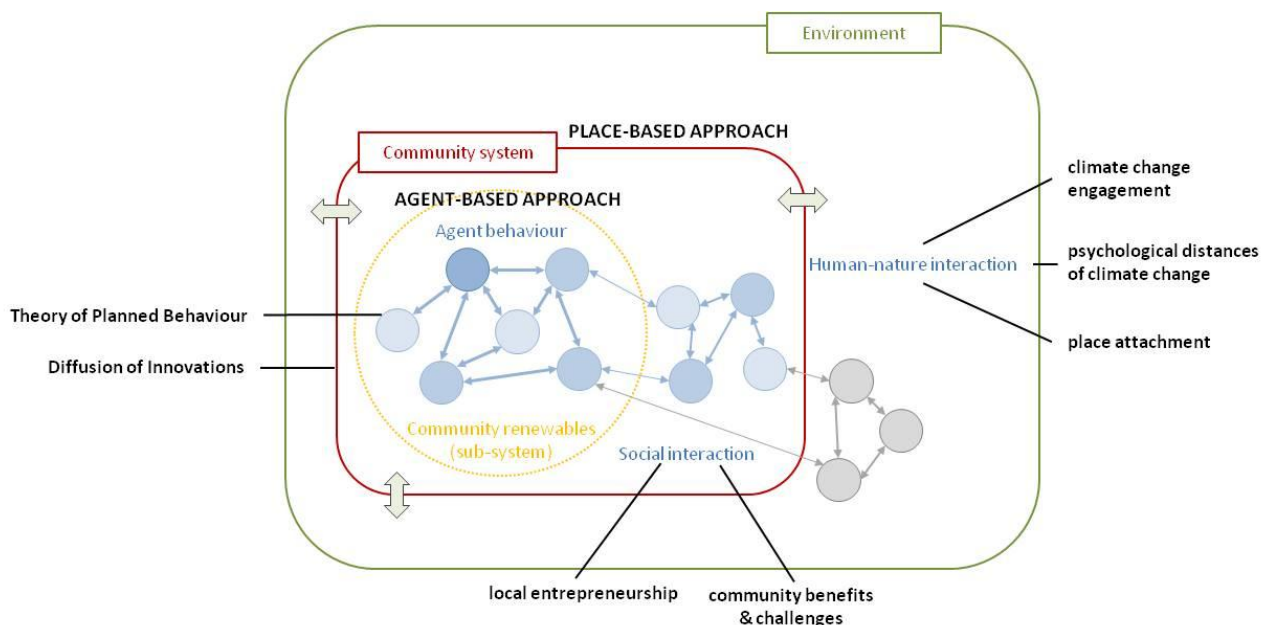 Environment
PLACE-BASED APPROACH
Community system
climate change
engagement
AGENT-BASED APPROACH
Agent behaviour
Human-nature interaction
psychological distances
of climate change
Theory of Planned Behaviour
place attachment
Diffusion of Innovations
Community renewables
(sub-system)
Social interaction
local entrepreneurship
community benefits
& challenges